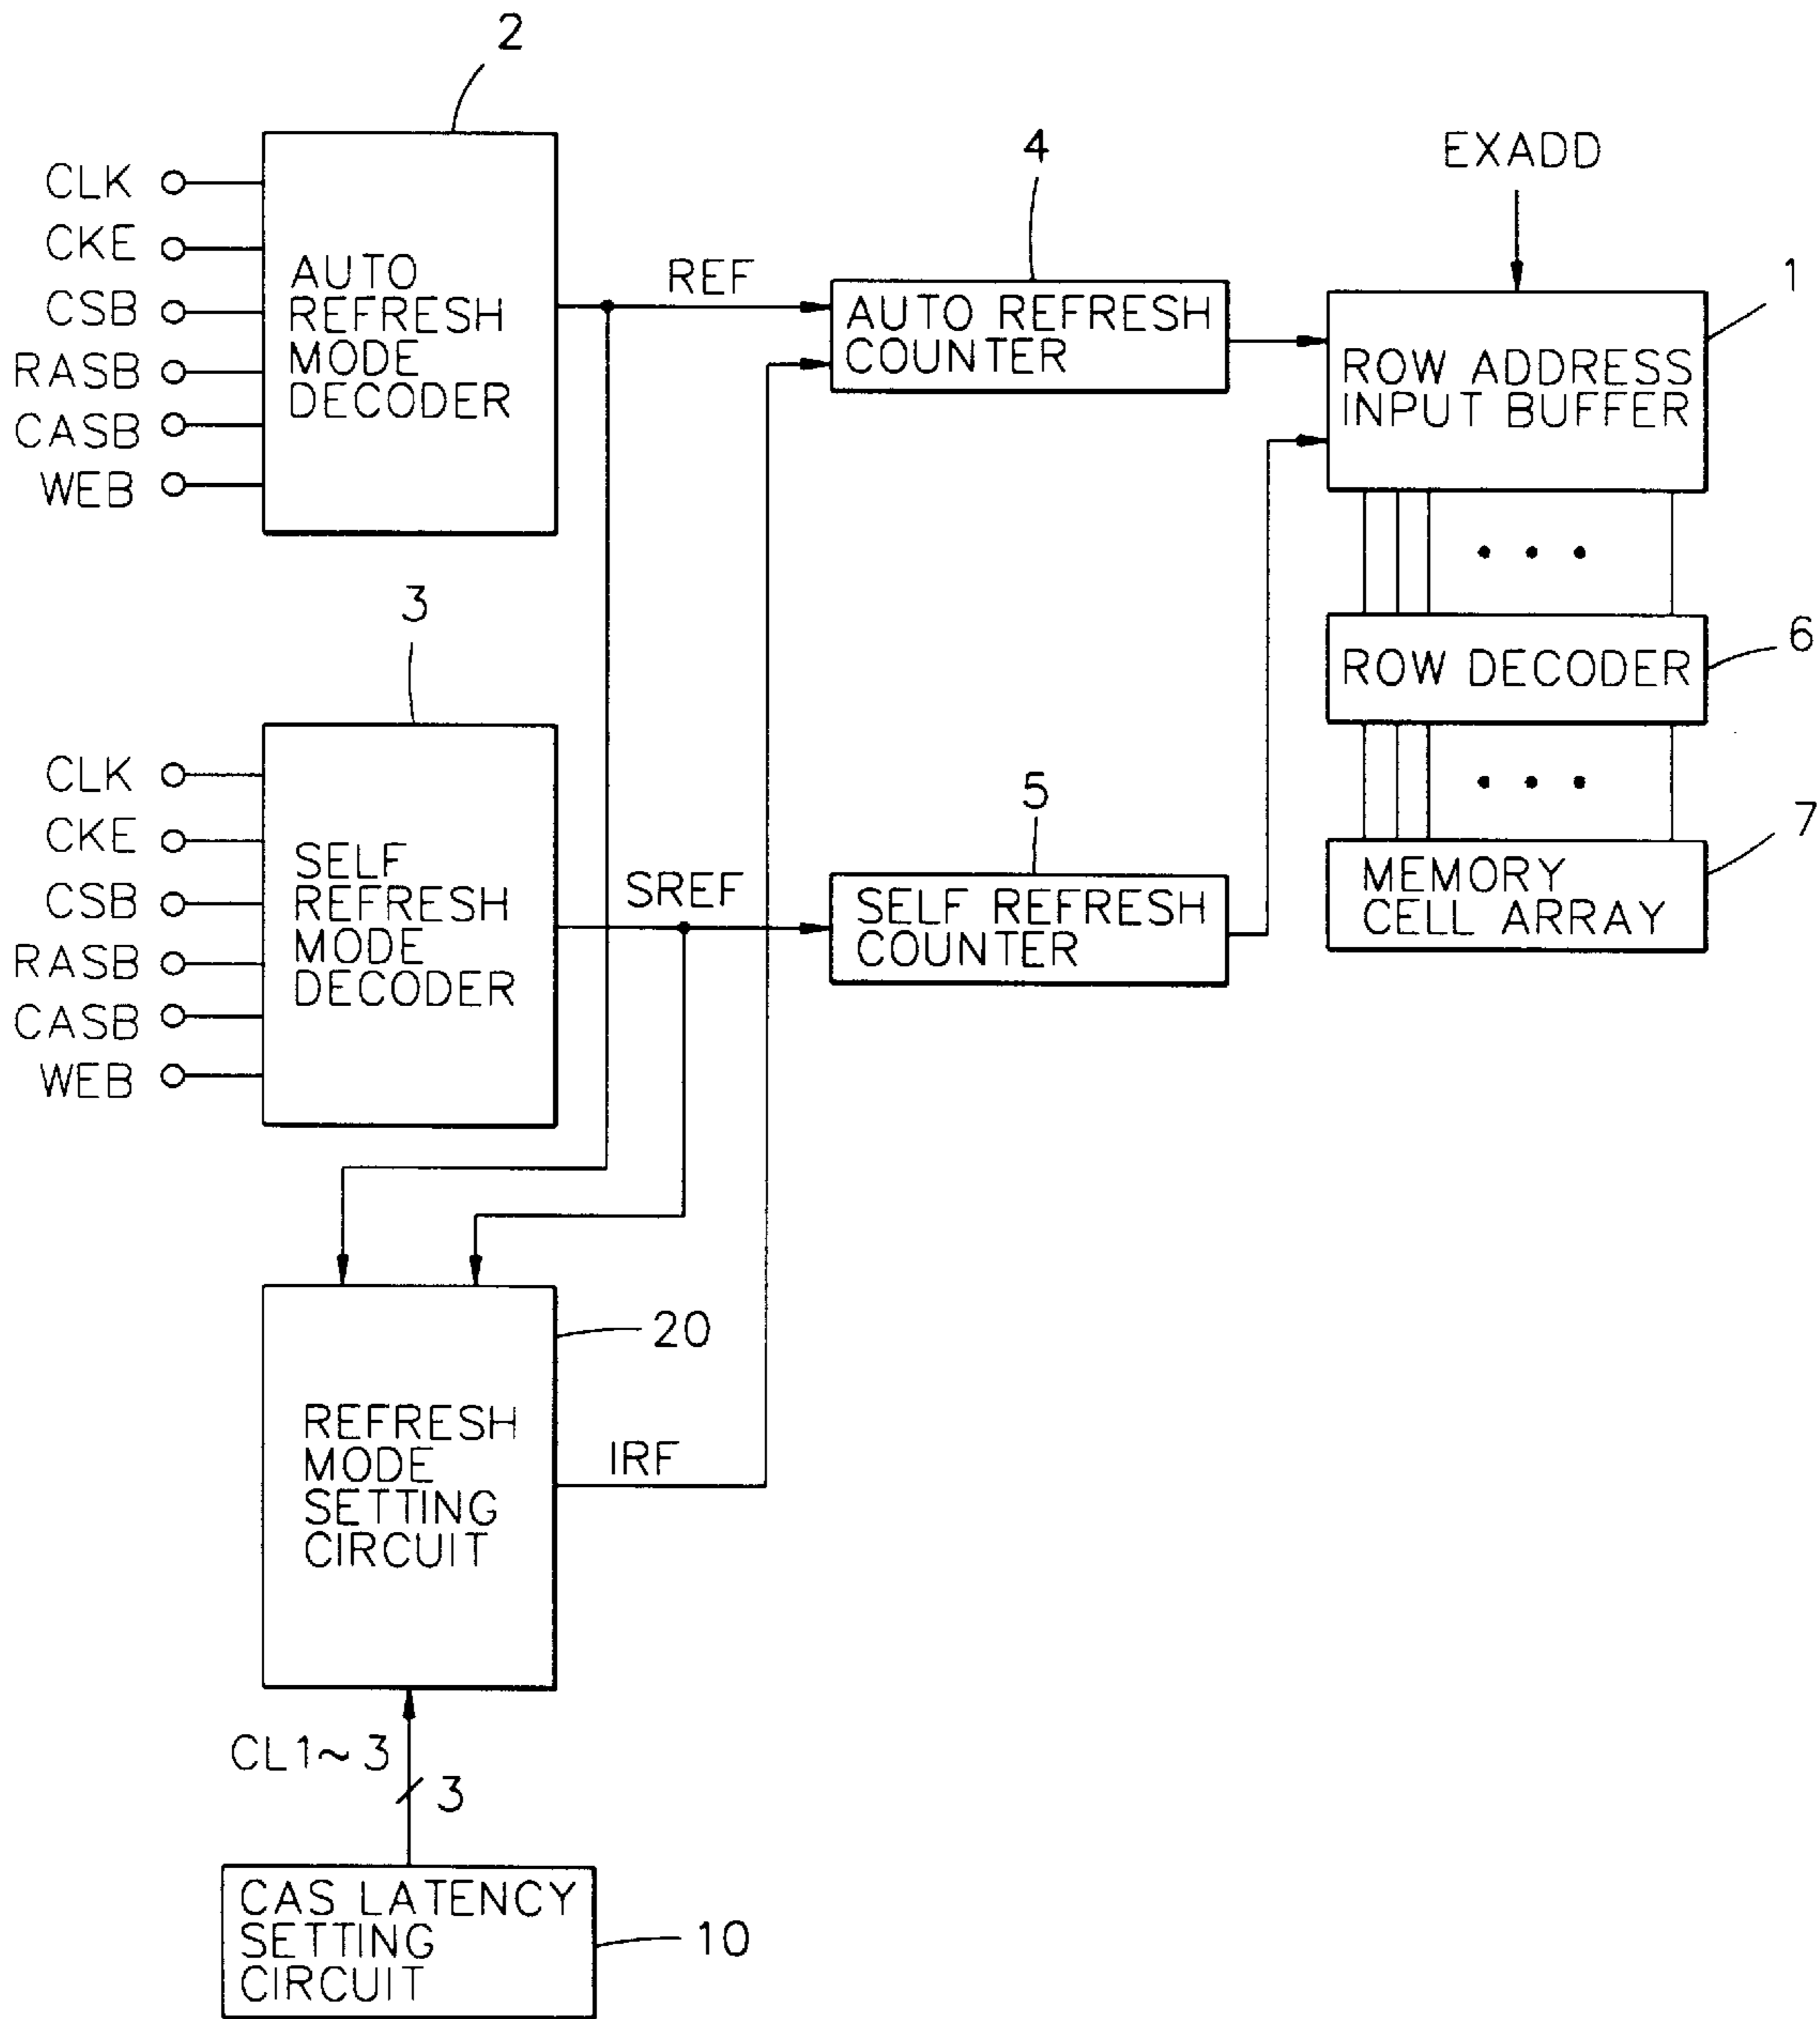 2
CLK
CKE
CSB
RASB
CASB
WEB
AUTO
REFRESH
MODE
DECODER
REF
4
AUTO REFRESH
COUNTER
EXADD
1
ROW ADDRESS
INPUT BUFFER
6
ROW DECODER
7
MEMORY
CELL ARRAY
3
CLK
CKE
CSB
RASB
CASB
WEB
SELF
REFRESH
MODE
DECODER
SREF
5
SELF REFRESH
COUNTER
20
REFRESH
MODE
SETTING
CIRCUIT
IRF
CL1~3
3
CAS LATENCY
SETTING
CIRCUIT
10